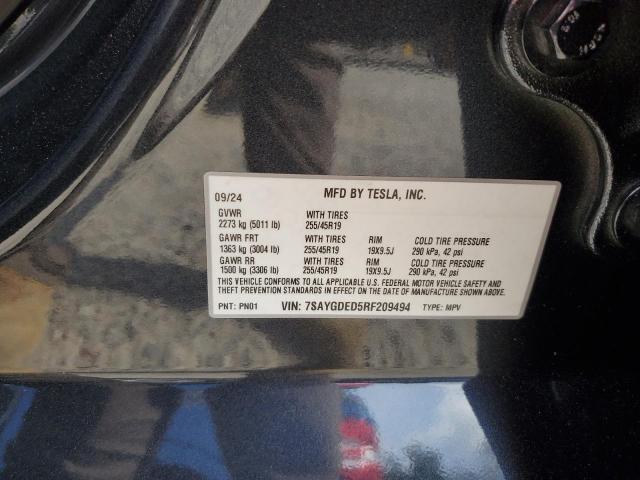 09/24 MFD BY TESLA, INC.
GVWR WITH TIRES
2273 kg (5011 lb) 255/45R19
GAWR FRT WITH TIRES RIM COLD TIRE PRESSURE
1363 kg (3004 lb) 255/45R19 19X9.5J 290 kPa, 42 psi
GAWR RR WITH TIRES RIM COLD TIRE PRESSURE
1500 kg (3306 lb) 255/45R19 19X9.5J 290 kPa, 42 psi
THIS VEHICLE CONFORMS TO ALL APPLICABLE U.S. FEDERAL MOTOR VEHICLE SAFETY AND
THEFT PREVENTION STANDARDS IN EFFECT ON THE DATE OF MANUFACTURE SHOWN ABOVE.
PNT: PN01 VIN: 7SAYGDED5RF209494 TYPE: MPV